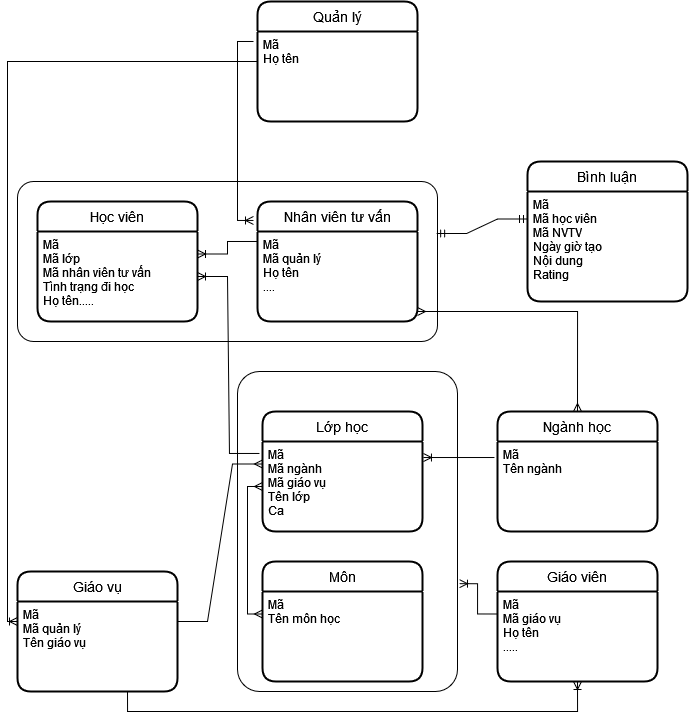 Quản lý
Mã
Họ tên
Bình luận
Mã
Mã học viên
Mã NVTV
Ngày giờ tạo
Nội dung
Rating
Học viên
Mã
Mã lớp
Mã nhân viên tư vấn
Tình trạng đi học
Họ tên.....
Nhân viên tư vấn
Mã
Mã quản lý
Họ tên
....
Lớp học
Mã
Mã ngành
Mã giáo vụ
Tên lớp
Ca
Ngành học
Mã
Tên ngành
Giáo vụ
Mã
Mã quản lý
Tên giáo vụ
Môn
Mã
Tên môn học
Giáo viên
Mã
Mã giáo vụ
Họ tên
.....